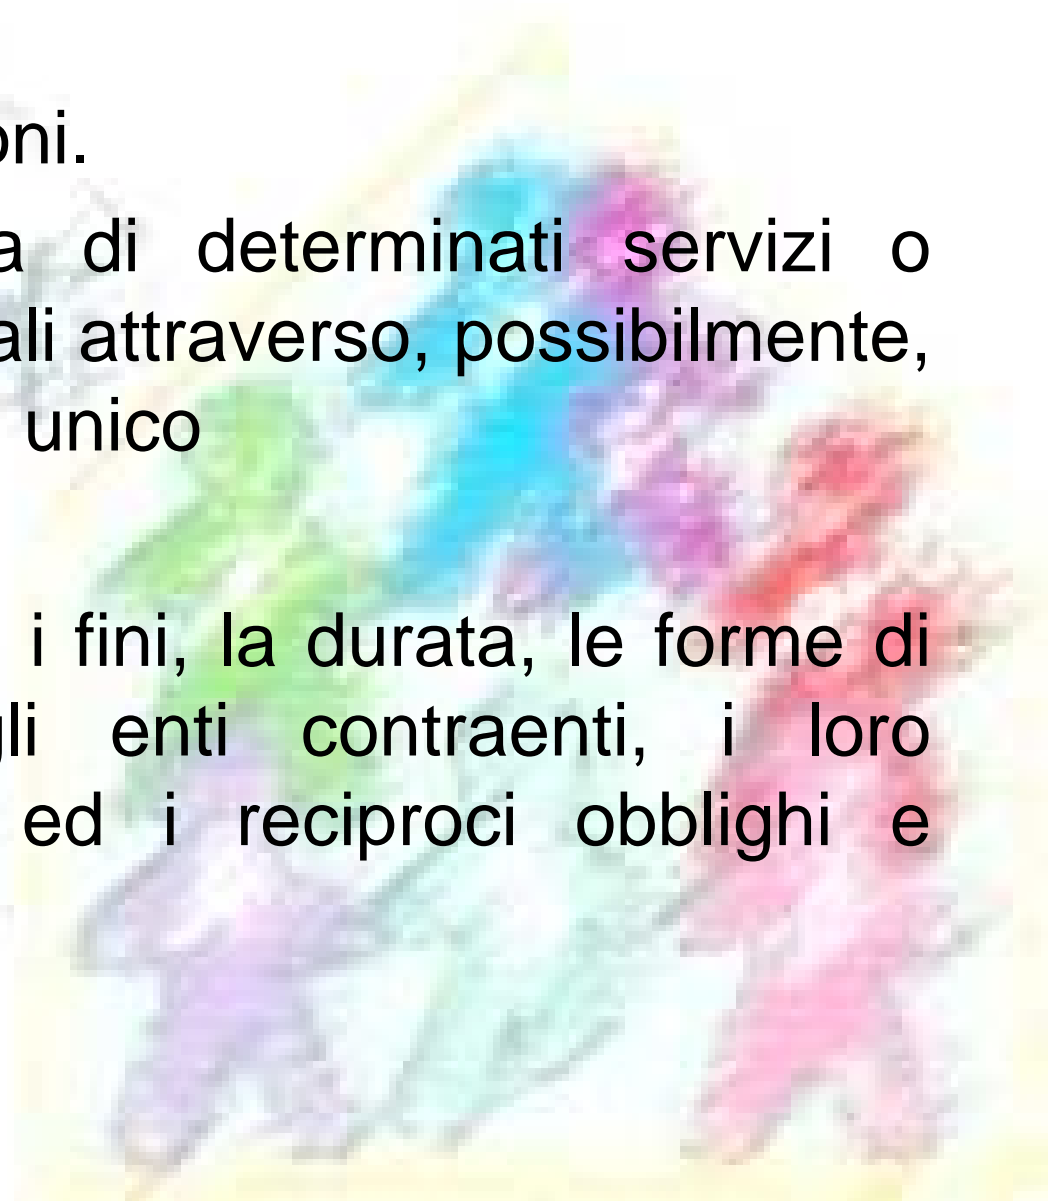 oni.
a di determinati servizi o
ali attraverso, possibilmente,
unico
i fini, la durata, le forme di
gli enti contraenti, i loro
ed i reciproci obblighi e